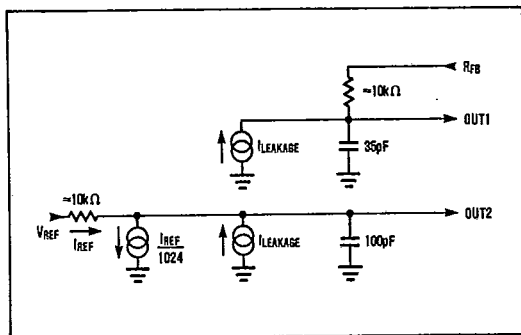 RFB
≈10kΩ
OUT1
ILEAKAGE
35pF
≈10kΩ
OUT2
VREF
IREF
IREF
1024
ILEAKAGE
100pF